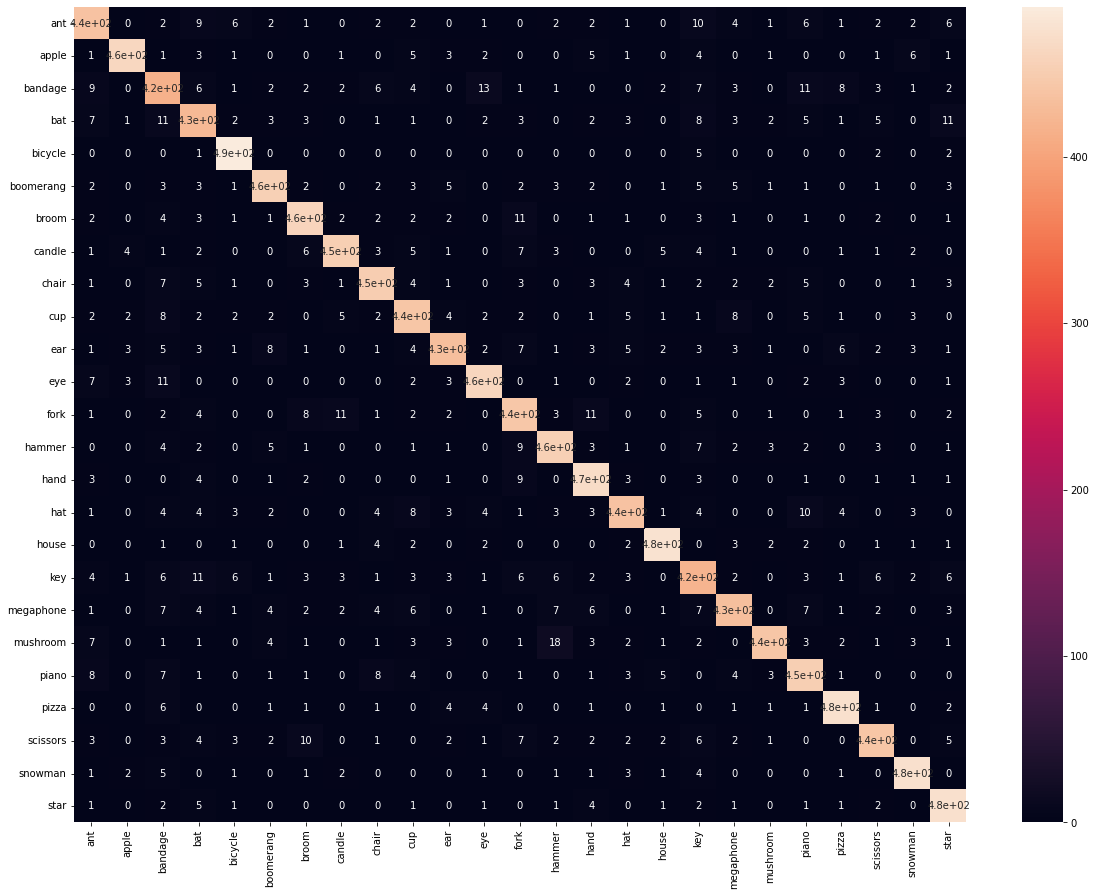 ant 4.4e+02 0 2 9 6 2 1 0 2 2 0 1 0 2 2 1 0 10 4 1 6 1 2 2 6
apple 1 4.6e+02 1 3 1 0 0 1 0 5 3 2 0 0 5 1 0 4 0 1 0 0 1 6 1
bandage 9 0 4.2e+02 6 1 2 2 2 6 4 0 13 1 1 0 0 2 7 3 0 11 8 3 1 2
bat 7 1 11 4.3e+02 2 3 3 0 1 1 0 2 3 0 2 3 0 8 3 2 5 1 5 0 11
bicycle 0 0 0 1 4.9e+02 0 0 0 0 0 0 0 0 0 0 0 0 5 0 0 0 0 2 0 2
boomerang 2 0 3 3 1 4.6e+02 2 0 2 3 5 0 2 3 2 0 1 5 5 1 1 0 1 0 3
broom 2 0 4 3 1 1 4.6e+02 2 2 2 2 0 11 0 1 1 0 3 1 0 1 0 2 0 1
candle 1 4 1 2 0 0 6 4.5e+02 3 5 1 0 7 3 0 0 5 4 1 0 0 1 1 2 0
chair 1 0 7 5 1 0 3 1 4.5e+02 4 1 0 3 0 3 4 1 2 2 2 5 0 0 1 3
cup 2 2 8 2 2 2 0 5 2 4.4e+02 4 2 2 0 1 5 1 1 8 0 5 1 0 3 0
ear 1 3 5 3 1 8 1 0 1 4 4.3e+02 2 7 1 3 5 2 3 3 1 0 6 2 3 1
eye 7 3 11 0 0 0 0 0 0 2 3 4.6e+02 0 1 0 2 0 1 1 0 2 3 0 0 1
fork 1 0 2 4 0 0 8 11 1 2 2 0 4.4e+02 3 11 0 0 5 0 1 0 1 3 0 2
hammer 0 0 4 2 0 5 1 0 0 1 1 0 9 4.6e+02 3 1 0 7 2 3 2 0 3 0 1
hand 3 0 0 4 0 1 2 0 0 0 1 0 9 0 4.7e+02 3 0 3 0 0 1 0 1 1 1
hat 1 0 4 4 3 2 0 0 4 8 3 4 1 3 3 4.4e+02 1 4 0 0 10 4 0 3 0
house 0 0 1 0 1 0 0 1 4 2 0 2 0 0 0 2 4.8e+02 0 3 2 2 0 1 1 1
key 4 1 6 11 6 1 3 3 1 3 3 1 6 6 2 3 0 4.2e+02 2 0 3 1 6 2 6
megaphone 1 0 7 4 1 4 2 2 4 6 0 1 0 7 6 0 1 7 4.3e+02 0 7 1 2 0 3
mushroom 7 0 1 1 0 4 1 0 1 3 3 0 1 18 3 2 1 2 0 4.4e+02 3 2 1 3 1
piano 8 0 7 1 0 1 1 0 8 4 0 0 1 0 1 3 5 0 4 3 4.5e+02 1 0 0 0
pizza 0 0 6 0 0 1 1 0 1 0 4 4 0 0 1 0 1 0 1 1 1 4.8e+02 1 0 2
scissors 3 0 3 4 3 2 10 0 1 0 2 1 7 2 2 2 2 6 2 1 0 0 4.4e+02 0 5
snowman 1 2 5 0 1 0 1 2 0 0 0 1 0 1 1 3 1 4 0 0 0 1 0 4.8e+02 0
star 1 0 2 5 1 0 0 0 0 1 0 1 0 1 4 0 1 2 1 0 1 1 2 0 4.8e+02
ant apple bandage bat bicycle boomerang broom candle chair cup ear eye fork hammer hand hat house key megaphone mushroom piano pizza scissors snowman star
400
300
200
100
0